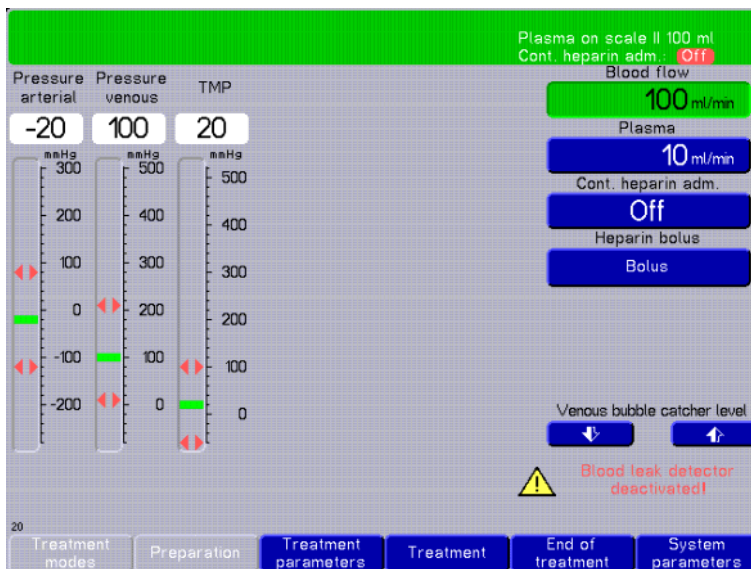 Plasma on scale II 100 ml
Cont. heparin adm.: Off
Pressure arterial
Pressure venous
TMP
-20
100
20
mmHg
300
200
100
0
-100
-200
mmHg
500
400
300
200
100
0
mmHg
500
400
300
200
100
0
Blood flow
100 ml/min
Plasma
10 ml/min
Cont. heparin adm.
Off
Heparin bolus
Bolus
Venous bubble catcher level
Blood leak detector
deactivated!
20
Treatment modes
Preparation
Treatment parameters
Treatment
End of treatment
System parameters